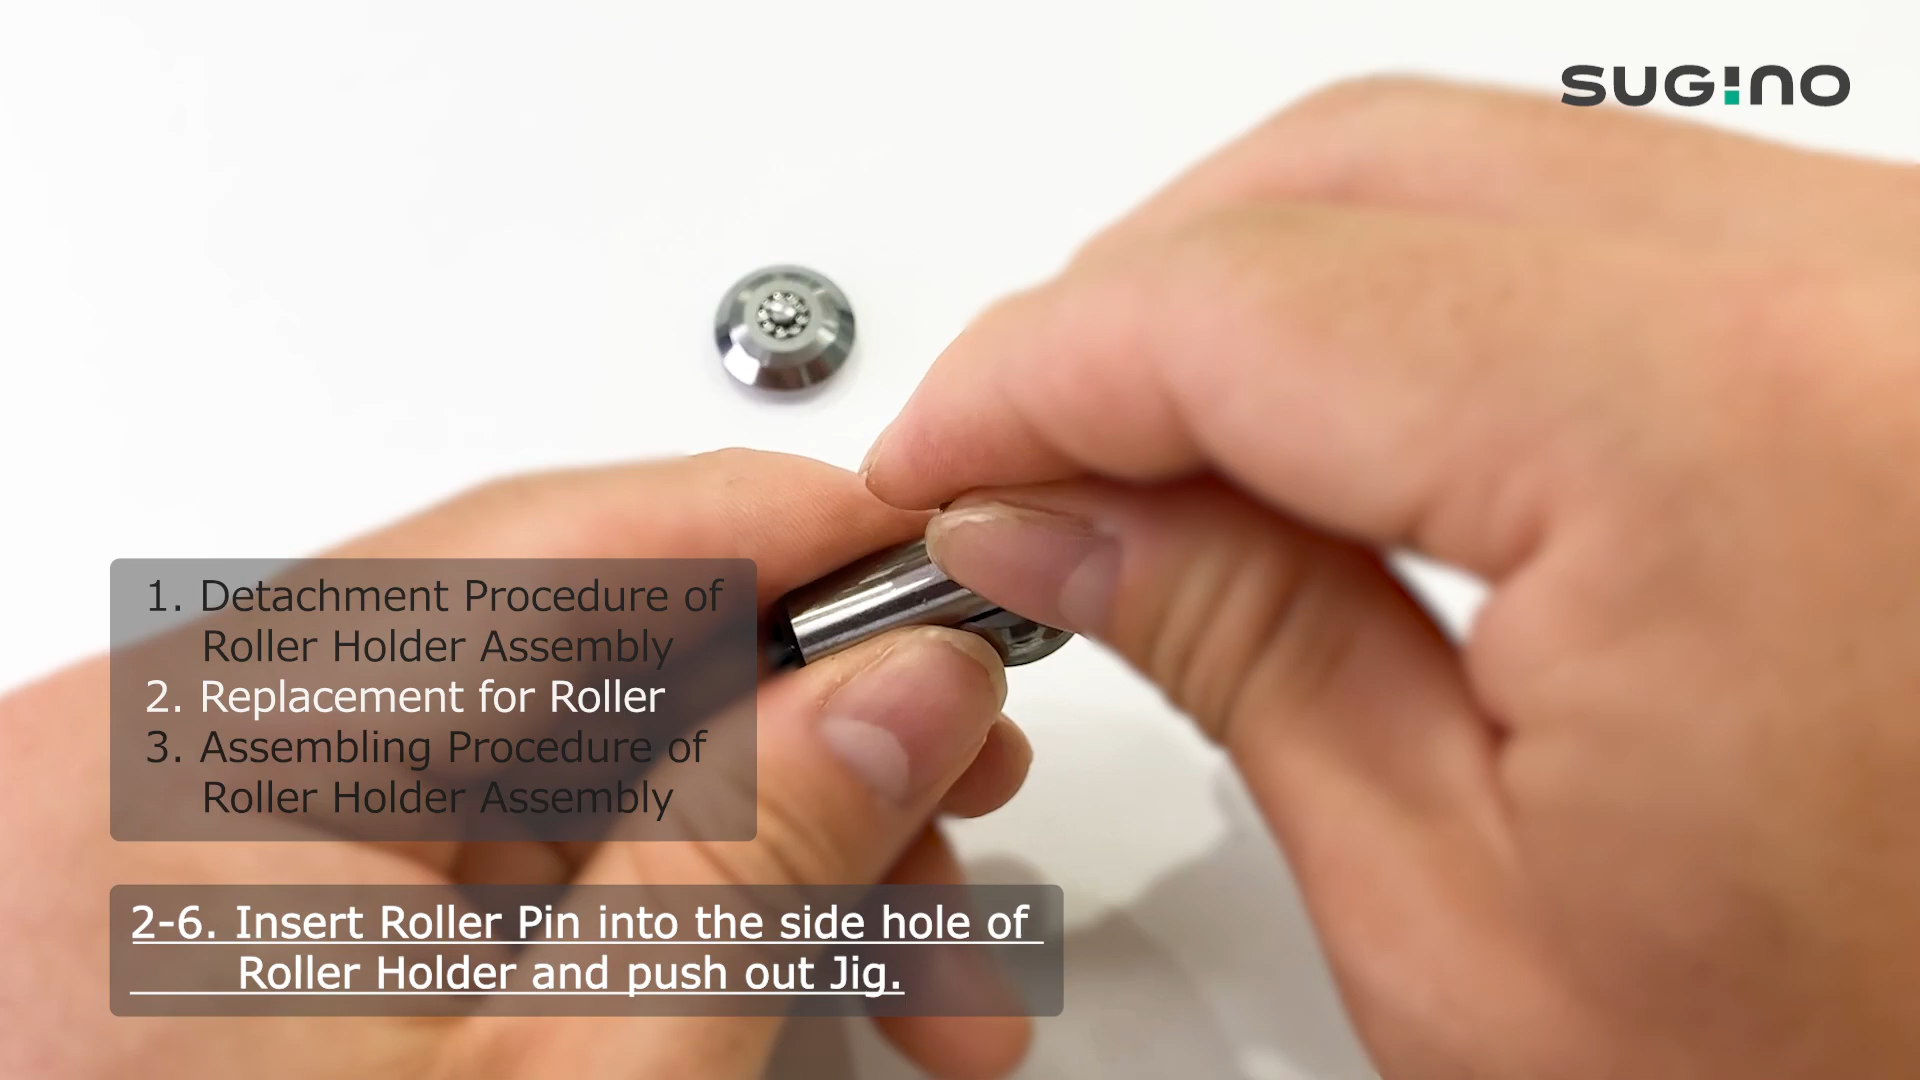 SUGINO
1. Detachment Procedure of
Roller Holder Assembly
2. Replacement for Roller
3. Assembling Procedure of
Roller Holder Assembly
2-6. Insert Roller Pin into the side hole of
Roller Holder and push out Jig.